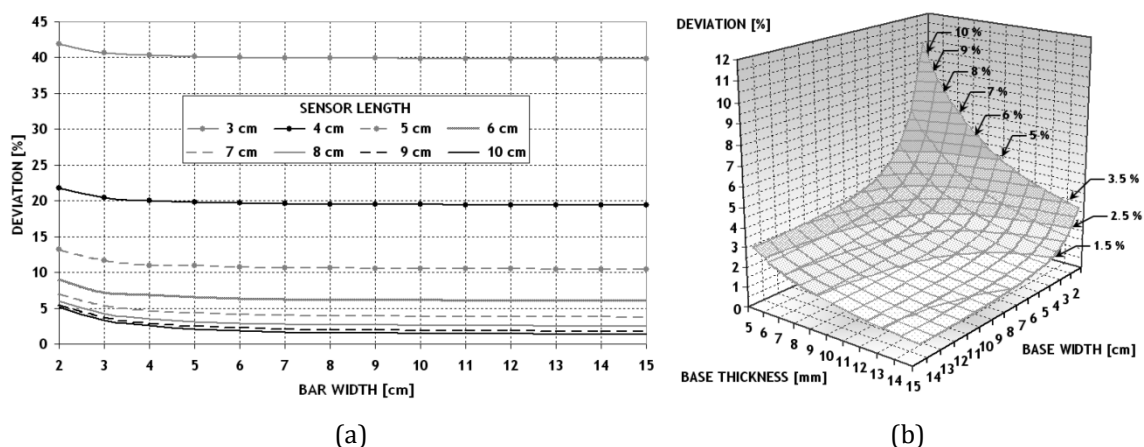 45
40
35
30
25
20
15
10
5
0
DEVIATION [%]
SENSOR LENGTH
3 cm 4 cm 5 cm 6 cm
7 cm 8 cm 9 cm 10 cm
2 3 4 5 6 7 8 9 10 11 12 13 14 15
BAR WIDTH [cm]
(a)
DEVIATION [%]
12
11
10
9
8
7
6
5
4
3
2
1
0
10 %
9 %
8 %
7 %
6 %
5 %
3.5 %
2.5 %
1.5 %
5 6 7 8 9 10 11 12 13 14 15
BASE THICKNESS [mm]
14 13 12 11 10 9 8 7 6 5 4 3 2
BASE WIDTH [cm]
(b)